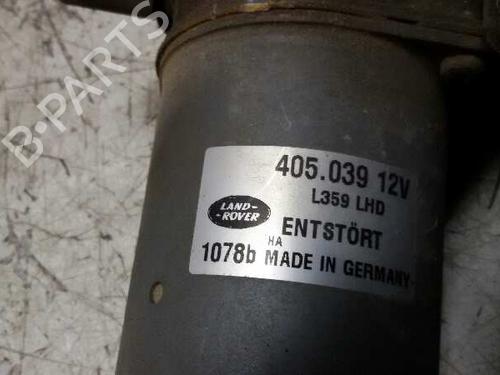 B-PARTS
405.039 12V
L359 LHD
LAND-
-ROVER
ENTSTÖRT
HA
1078b MADE IN GERMANY